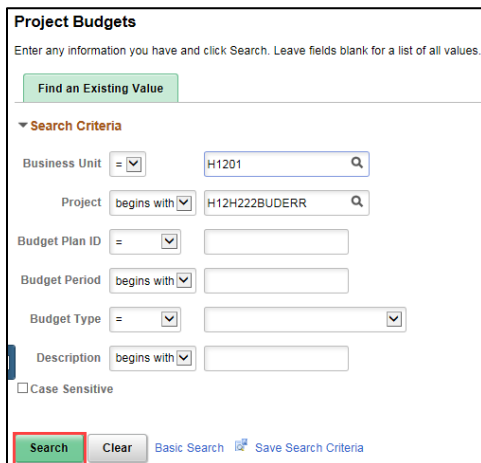 Project Budgets
Enter any information you have and click Search. Leave fields blank for a list of all values.
Find an Existing Value
Search Criteria
Business Unit = H1201
Project begins with H12H222BUDERR
Budget Plan ID =
Budget Period begins with
Budget Type =
Description begins with
Case Sensitive
Search Clear Basic Search Save Search Criteria